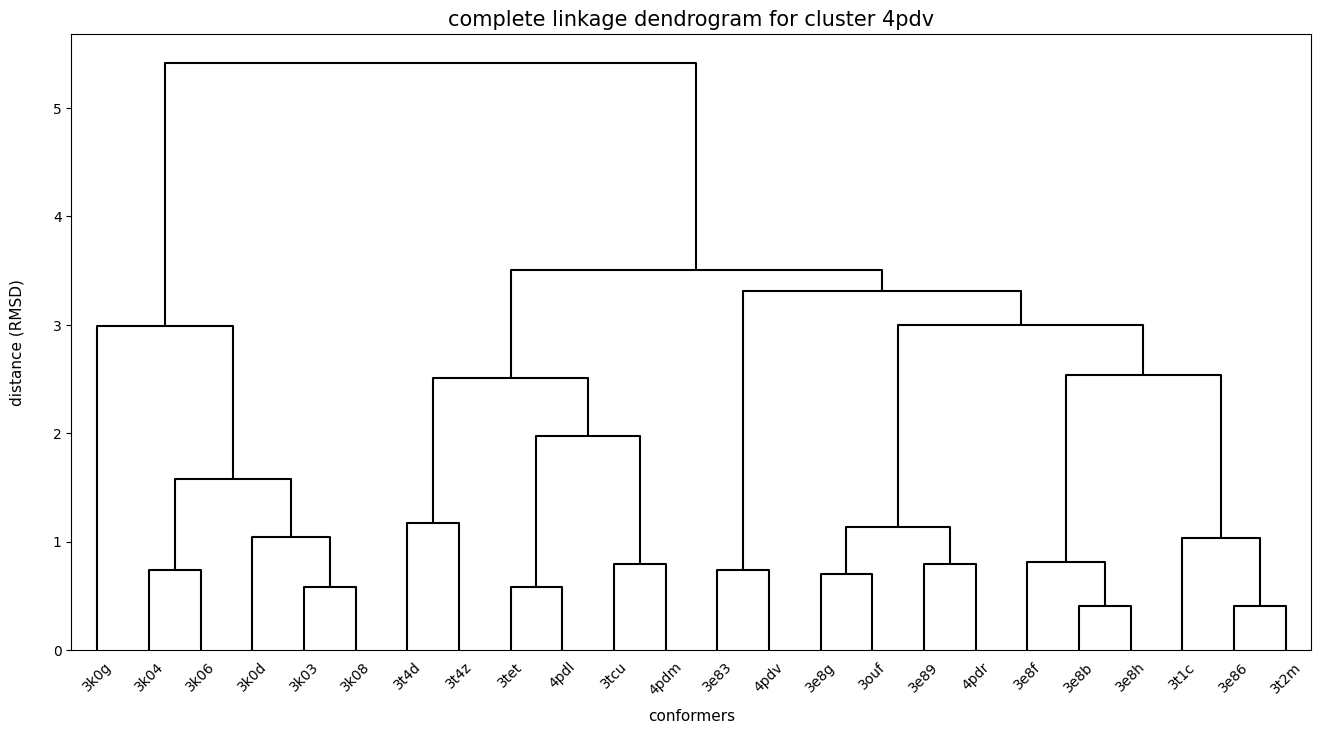 complete linkage dendrogram for cluster 4pdv
5
4
3
2
1
0
distance (RMSD)
3k0g 3k04 3k06 3k0d 3k03 3k08 3t4d 3t4z 3tet 4pdl 3tcu 4pdm 3e83 4pdv 3e8g 3ouf 3e89 4pdr 3e8f 3e8b 3e8h 3t1c 3e86 3t2m
conformers